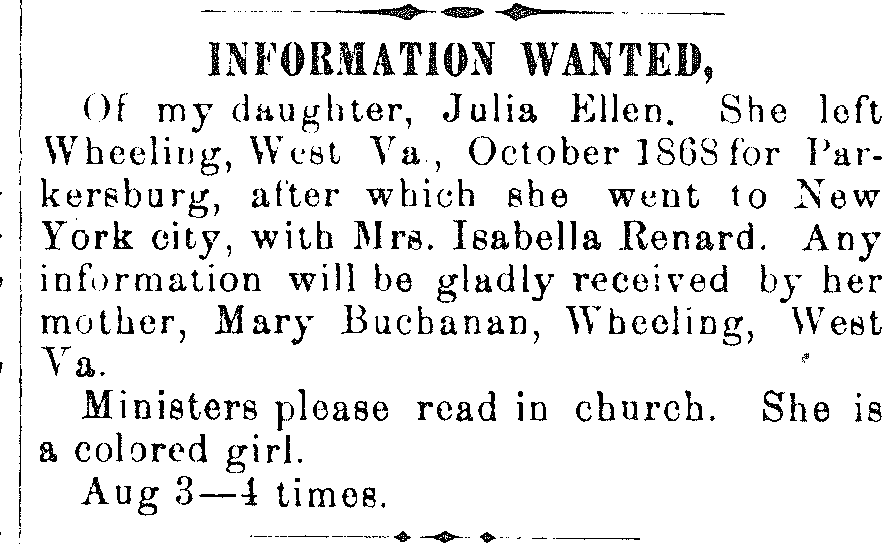 INFORMATION WANTED,
Of my daughter, Julia Ellen. She left
Wheeling, West Va., October 1868 for Par-
kersburg, after which she went to New
York city, with Mrs. Isabella Renard. Any
information will be gladly received by her
mother, Mary Buchanan, Wheeling, West
Va.
Ministers please read in church. She is
a colored girl.
Aug 3—4 times.